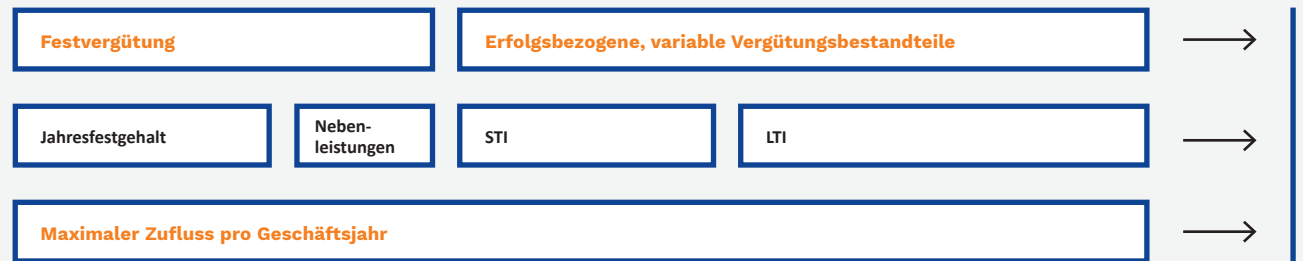 Festvergütung
Erfolgsbezogene, variable Vergütungsbestandteile
Jahresfestgehalt
Neben-
leistungen
STI
LTI
Maximaler Zufluss pro Geschäftsjahr